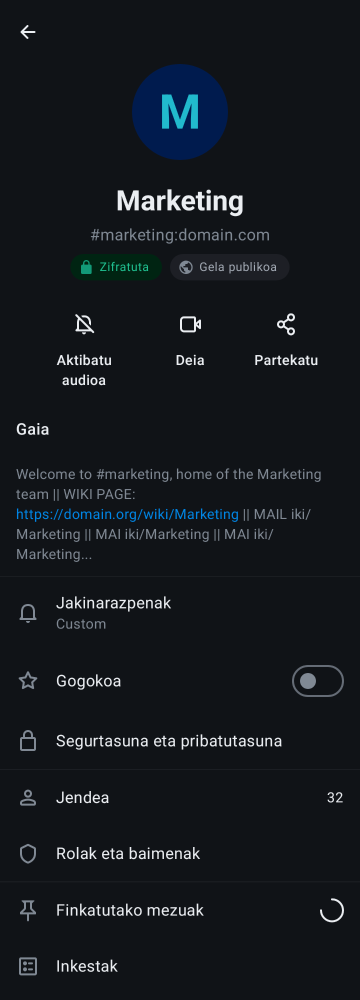 M
Marketing
#marketing:domain.com
Zifratuta
Gela publikoa
Aktibatu
audioa
Deia
Partekatu
Gaia
Welcome to #marketing, home of the Marketing
team || WIKI PAGE:
https://domain.org/wiki/Marketing || MAIL iki/
Marketing || MAI iki/Marketing || MAI iki/
Marketing...
Jakinarazpenak
Custom
Gogokoa
Segurtasuna eta pribatutasuna
Jendea 32
Rolak eta baimenak
Finkatutako mezuak
Inkestak